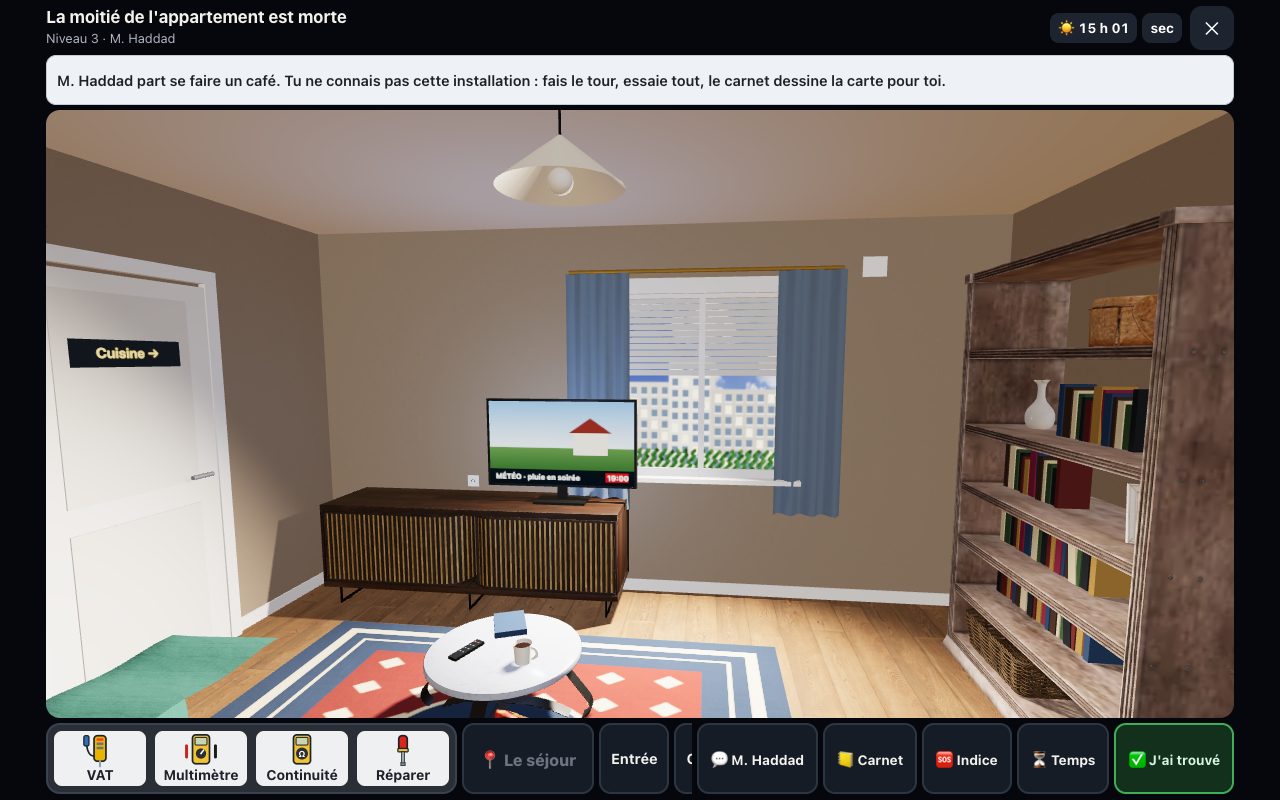 La moitié de l'appartement est morte
Niveau 3 · M. Haddad
15 h 01
sec
M. Haddad part se faire un café. Tu ne connais pas cette installation : fais le tour, essaie tout, le carnet dessine la carte pour toi.
Cuisine →
MÉTÉO - pluie en soirée
19:00
VAT
Multimètre
Continuité
Réparer
Le séjour
Entrée
M. Haddad
Carnet
SOS Indice
Temps
J'ai trouvé